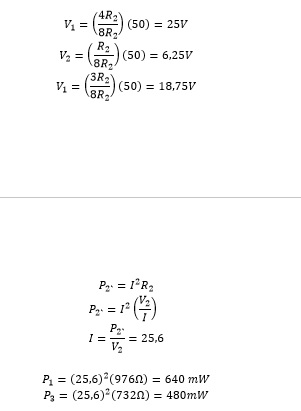 V₁ = (4R₂/8R₂) (50) = 25V
V₂ = (R₂/8R₂) (50) = 6,25V
V₁ = (3R₂/8R₂) (50) = 18,75V
P₂` = I²R₂
P₂` = I² (V₂/I)
I = P₂`/V₂ = 25,6
P₁ = (25,6)²(976Ω) = 640 mW
P₃ = (25,6)²(732Ω) = 480mW